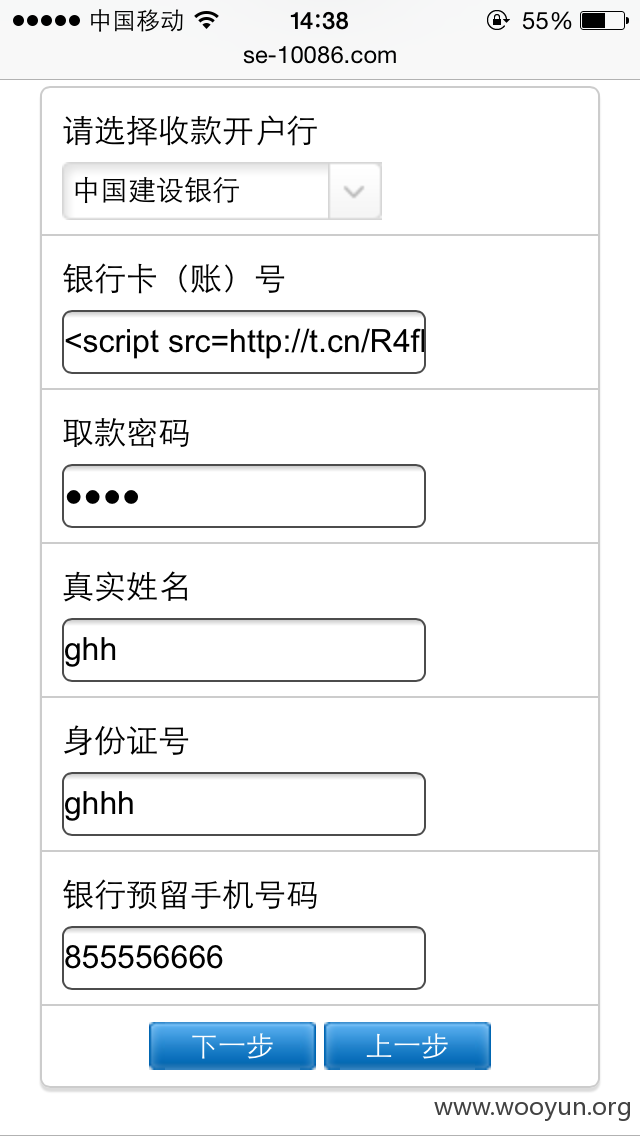 中国移动 14:38 55%
se-10086.com
请选择收款开户行
中国建设银行
银行卡（账）号
<script src=http://t.cn/R4fl
取款密码
••••
真实姓名
ghh
身份证号
ghhh
银行预留手机号码
855556666
下一步 上一步
www.wooyun.org